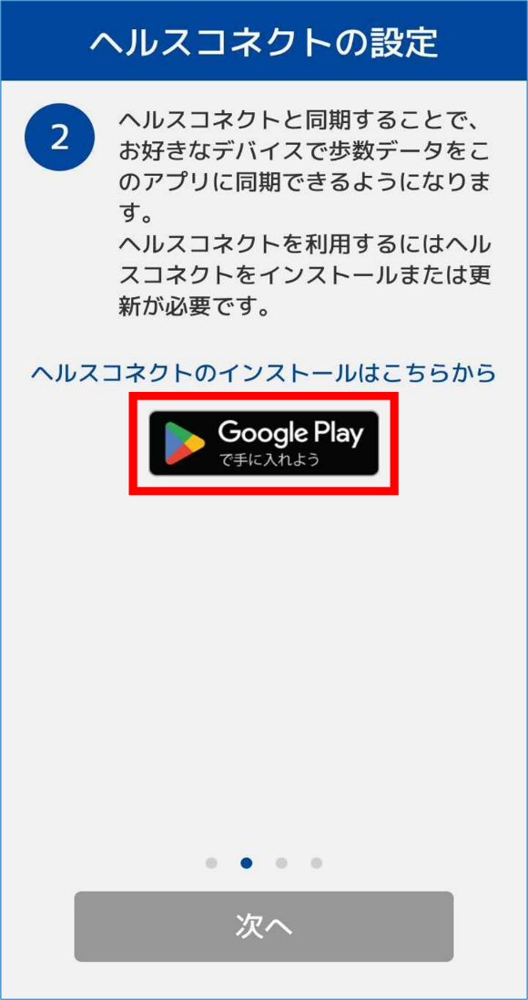 ヘルスコネクトの設定
2
ヘルスコネクトと同期することで、
お好きなデバイスで歩数データをこ
のアプリに同期できるようになりま
す。
ヘルスコネクトを利用するにはヘル
スコネクトをインストールまたは更
新が必要です。
ヘルスコネクトのインストールはこちらから
Google Play
で手に入れよう
次へ